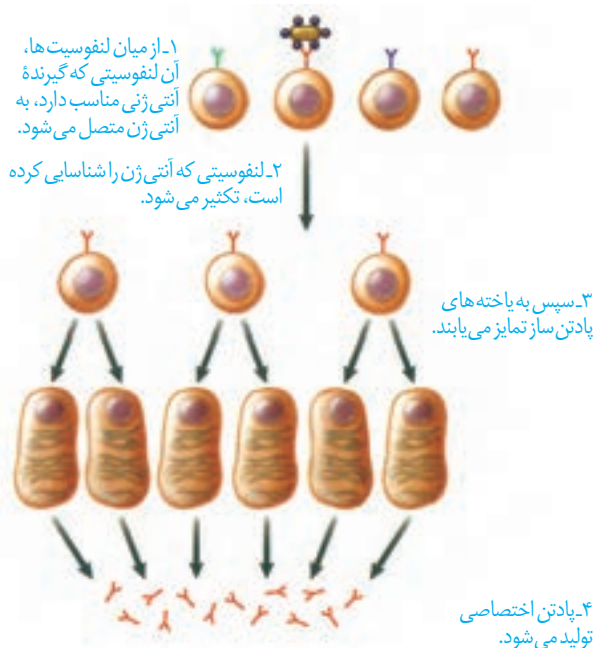 ۱ـ از میان لنفوسیت‌ها،
آن لنفوسیتی که گیرندهٔ
آنتی‌ژنی مناسب دارد، به
آنتی‌ژن متصل می‌شود.
۲ـ لنفوسیتی که آنتی‌ژن را شناسایی کرده
است، تکثیر می‌شود.
۳ـ سپس به یاخته‌های
پادتن‌ساز تمایز می‌یابند.
۴ـ پادتن اختصاصی
تولید می‌شود.